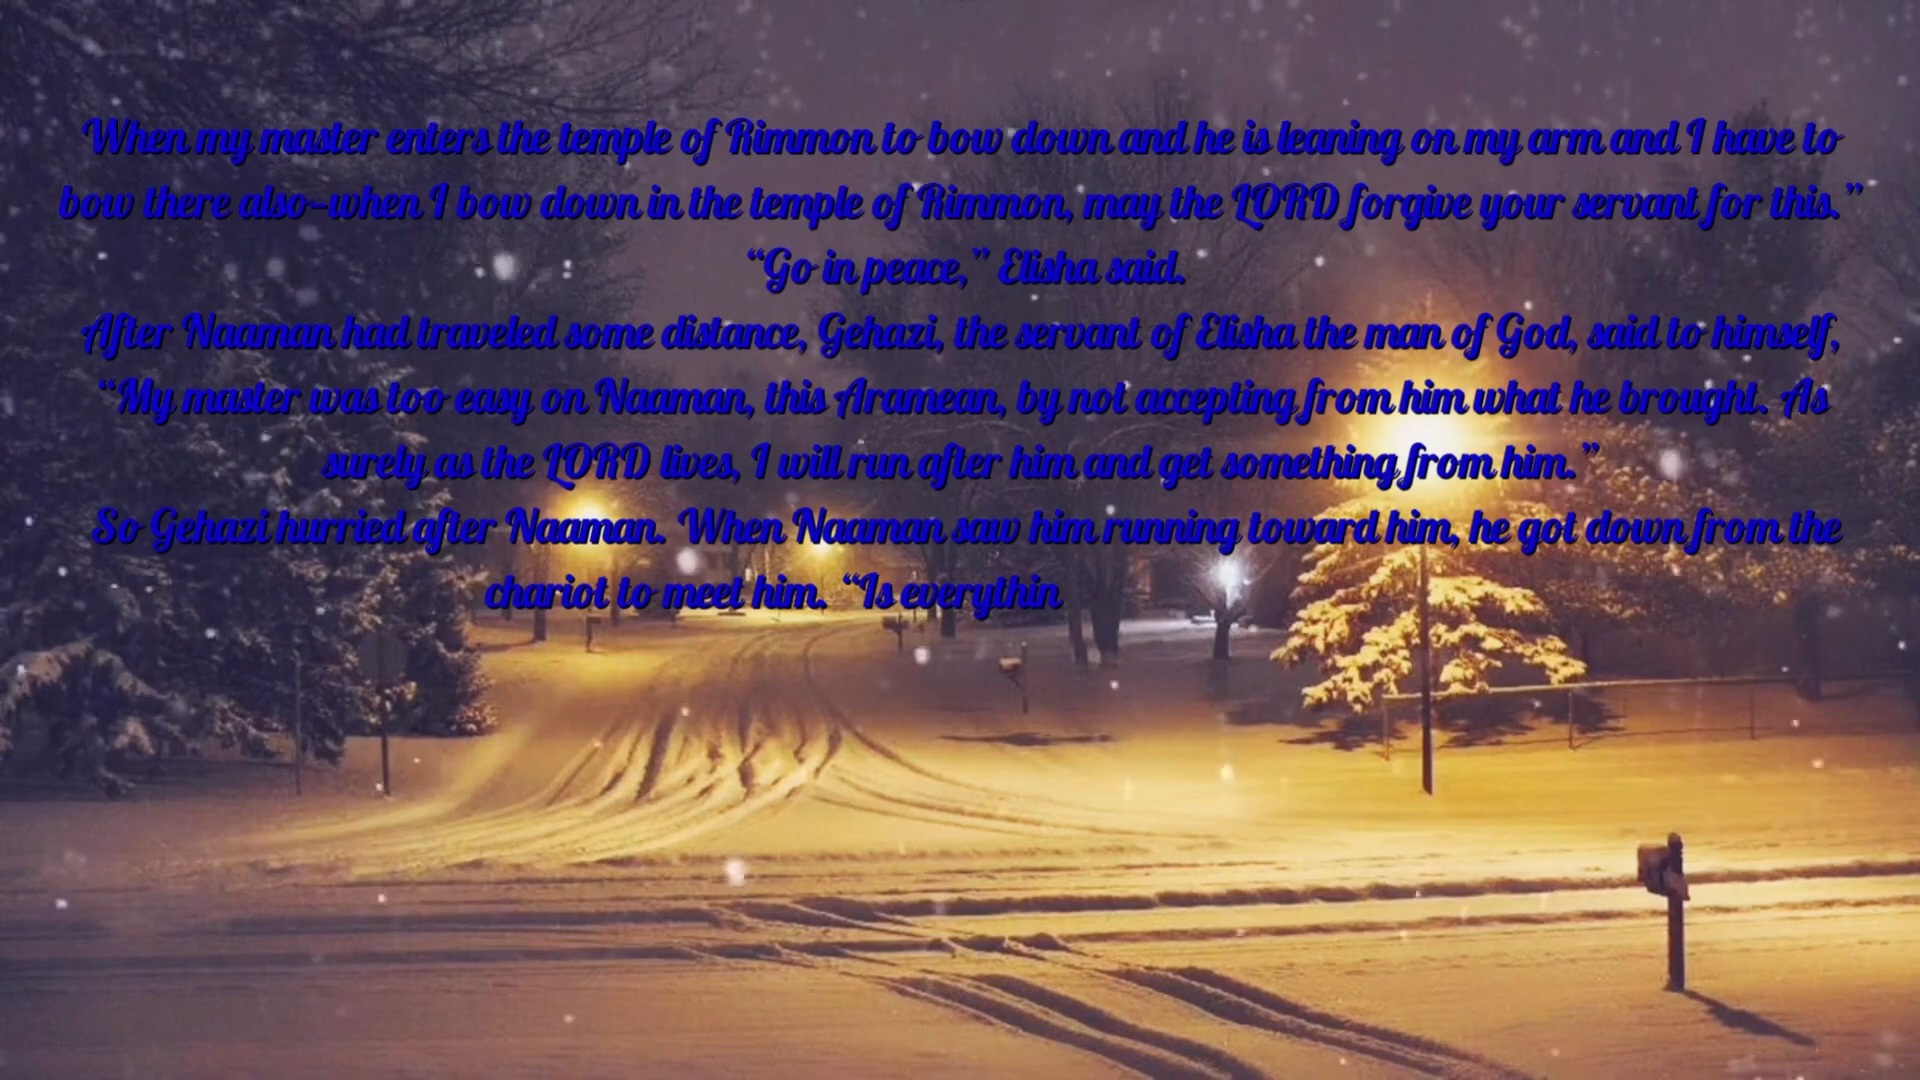 When my master enters the temple of Rimmon to bow down and he is leaning on my arm and I have to
bow there also—when I bow down in the temple of Rimmon, may the LORD forgive your servant for this.”
“Go in peace,” Elisha said.
After Naaman had traveled some distance, Gehazi, the servant of Elisha the man of God, said to himself,
“My master was too easy on Naaman, this Aramean, by not accepting from him what he brought. As
surely as the LORD lives, I will run after him and get something from him.”
So Gehazi hurried after Naaman. When Naaman saw him running toward him, he got down from the
chariot to meet him. “Is everythin